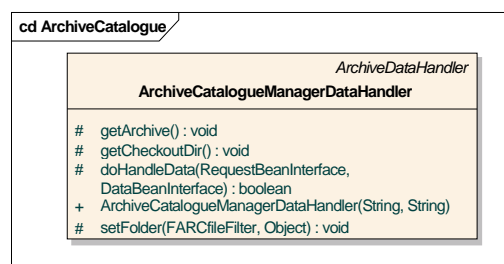 cd ArchiveCatalogue
ArchiveDataHandler
ArchiveCatalogueManagerDataHandler
# getArchive() : void
# getCheckoutDir() : void
# doHandleData(RequestBeanInterface,
DataBeanInterface) : boolean
+ ArchiveCatalogueManagerDataHandler(String, String)
# setFolder(FARCfileFilter, Object) : void